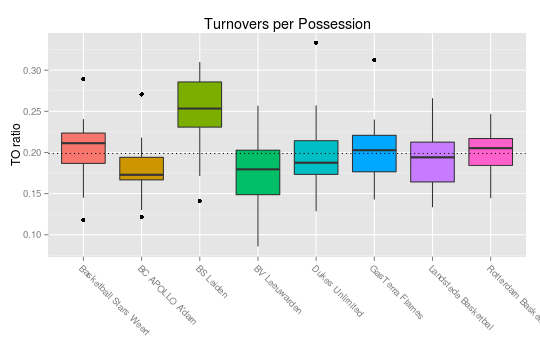 Turnovers per Possession
TO ratio
0.30
0.25
0.20
0.15
0.10
Basketball Stars Weert
BC APOLLO A'dam
BS Leiden
BV Leeuwarden
Dukes Unlimited
GasTerra Flames
Landstede Basketbal
Rotterdam Baske